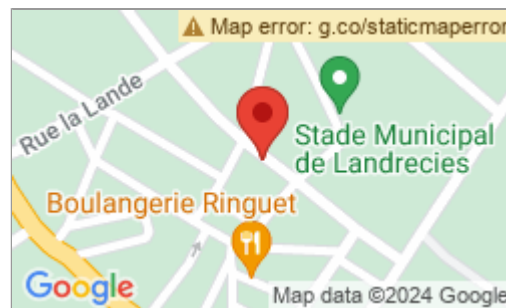 Map error: g.co/staticmaperror
Rue la Lande
Stade Municipal
de Landrecies
Boulangerie Ringuet
Google
Map data ©2024 Google